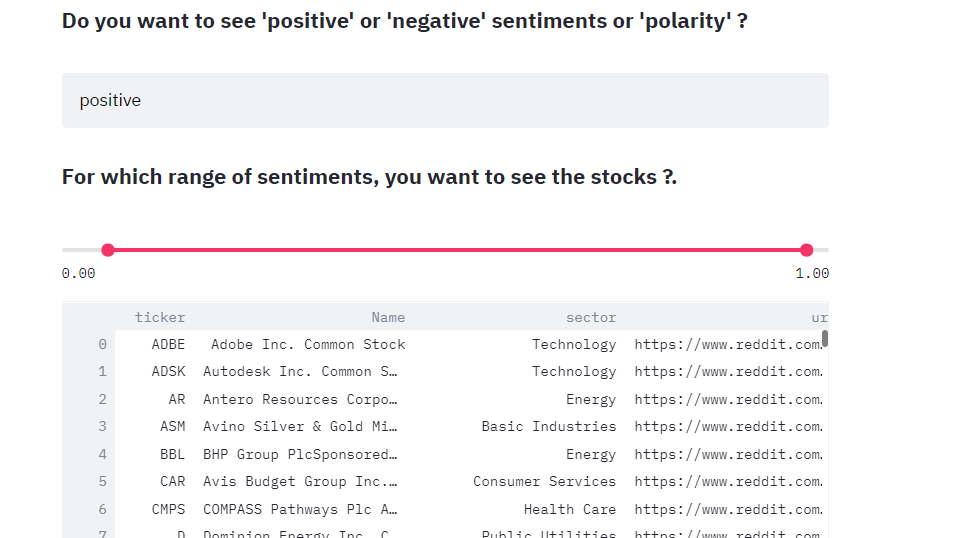 Do you want to see 'positive' or 'negative' sentiments or 'polarity' ?
positive
For which range of sentiments, you want to see the stocks ?.
0.00 1.00
ticker Name sector ur
0 ADBE Adobe Inc. Common Stock Technology https://www.reddit.com.
1 ADSK Autodesk Inc. Common S… Technology https://www.reddit.com.
2 AR Antero Resources Corpo… Energy https://www.reddit.com.
3 ASM Avino Silver & Gold Mi… Basic Industries https://www.reddit.com.
4 BBL BHP Group PlcSponsored… Energy https://www.reddit.com.
5 CAR Avis Budget Group Inc.… Consumer Services https://www.reddit.com.
6 CMPS COMPASS Pathways Plc A… Health Care https://www.reddit.com.
7 D Dominion Energy Inc. C… Public Utilities https://www.reddit.com.